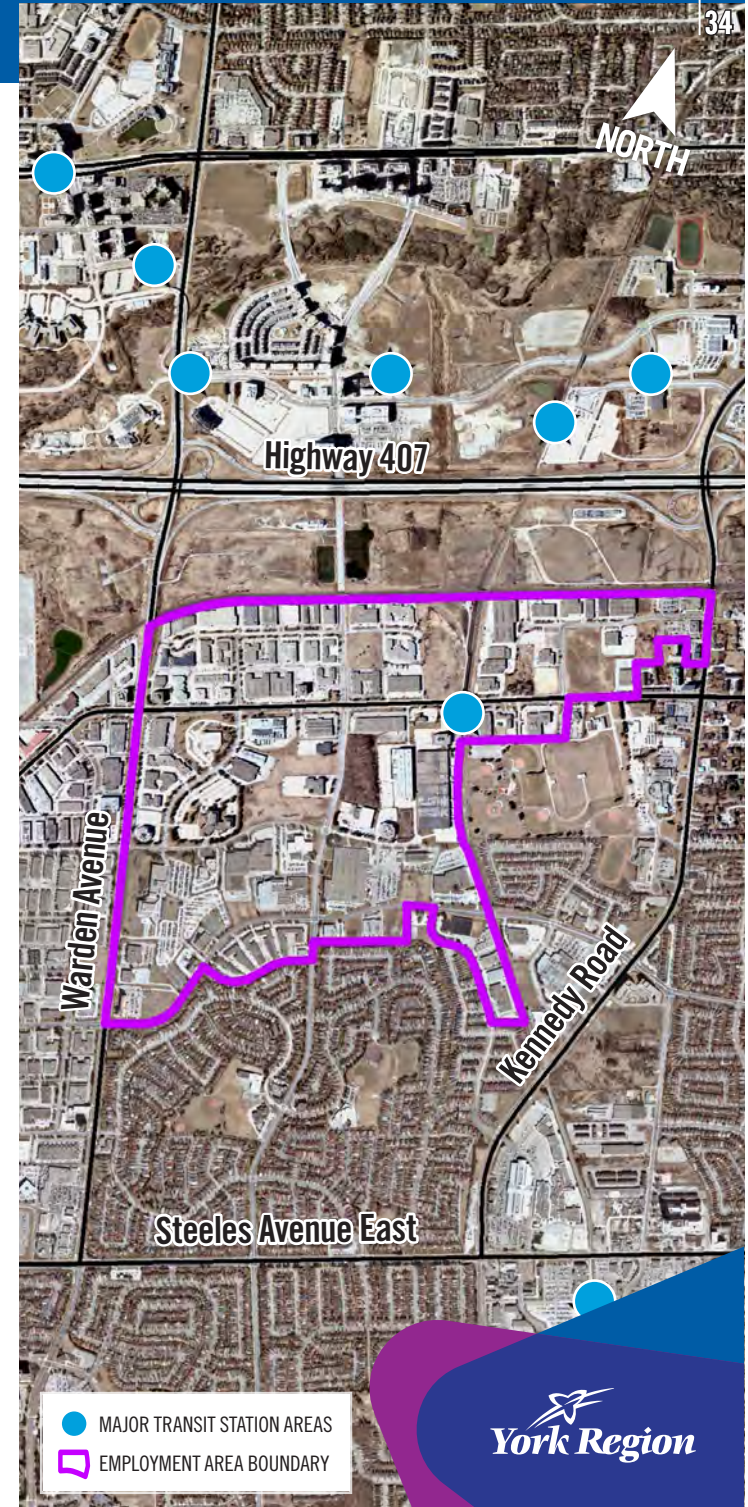 34
NORTH
Highway 407
Warden Avenue
Kennedy Road
Steeles Avenue East
MAJOR TRANSIT STATION AREAS
EMPLOYMENT AREA BOUNDARY
York Region